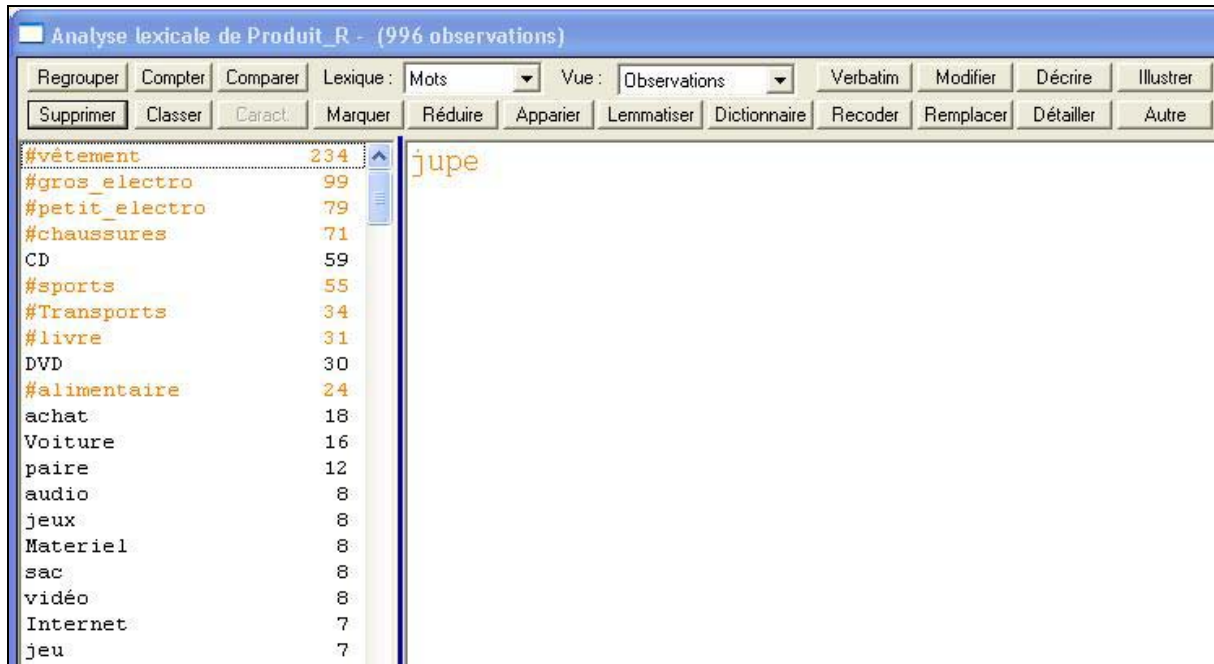 Analyse lexicale de Produit_R - (996 observations)
Regrouper Compter Comparer Lexique : Mots Vue : Observations Verbatim Modifier Décrire Illustrer
Supprimer Classer Caract. Marquer Réduire Apparier Lemmatiser Dictionnaire Recoder Remplacer Détailler Autre
#vêtement 234
jupe
#gros_electro 99
#petit_electro 79
#chaussures 71
CD 59
#sports 55
#Transports 34
#livre 31
DVD 30
#alimentaire 24
achat 18
Voiture 16
paire 12
audio 8
jeux 8
Materiel 8
sac 8
vidéo 8
Internet 7
jeu 7